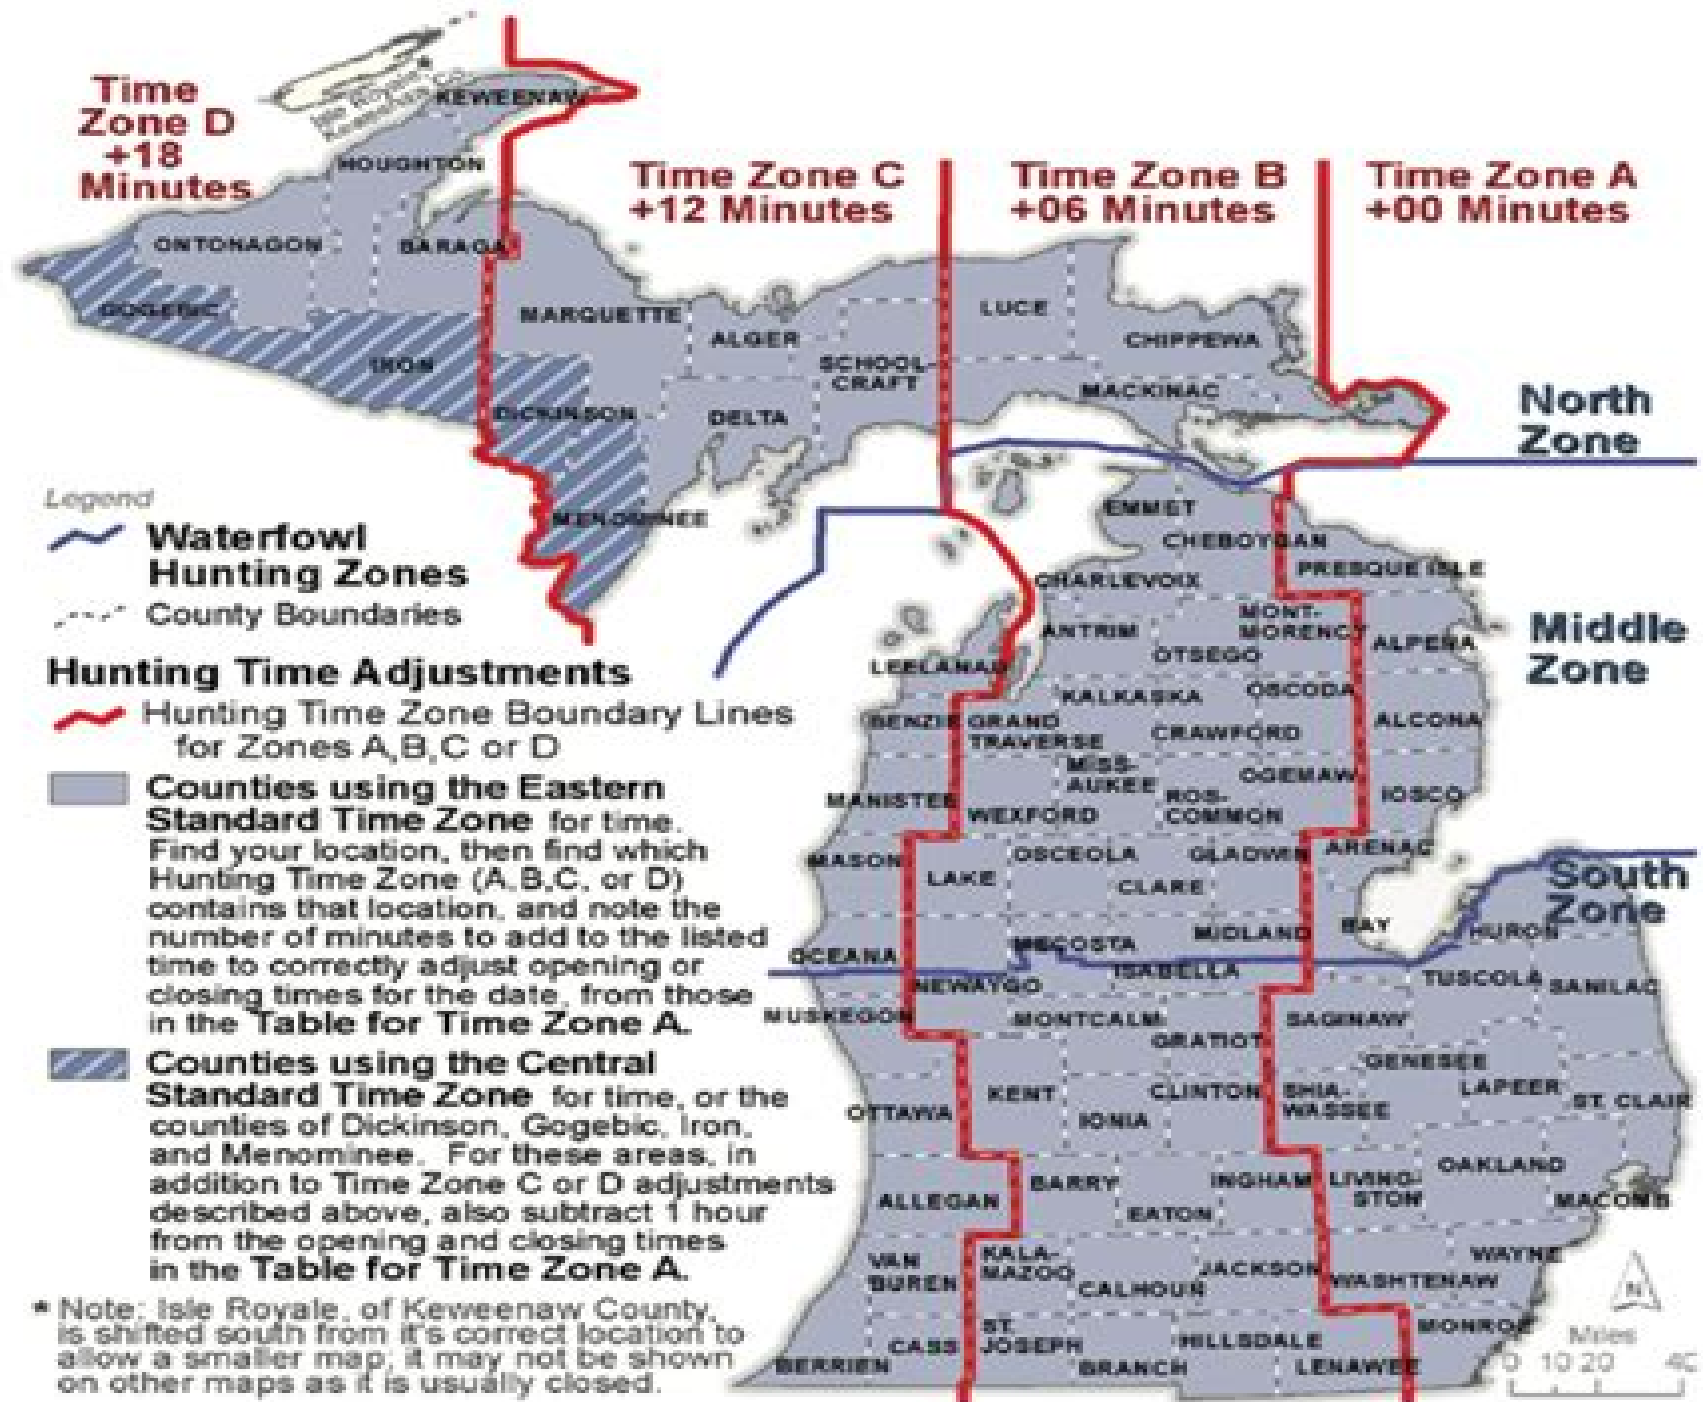 Time
Zone D
+18
Minutes
Time Zone C
+12 Minutes
Time Zone B
+06 Minutes
Time Zone A
+00 Minutes
Isle Royale*
KEWEENAW
HOUGHTON
ONTONAGON
BARAGA
GOGEBIC
IRON
MARQUETTE
ALGER
LUCE
CHIPPEWA
SCHOOL-
CRAFT
MACKINAC
DICKINSON
DELTA
MENOMINEE
North
Zone
Middle
Zone
South
Zone
EMMET
CHEBOYGAN
PRESQUE ISLE
CHARLEVOIX
ANTRIM
MONT-
MORENCY
OTSEGO
ALPENA
LEELANAU
KALKASKA
OSCODA
BENZIE
GRAND
TRAVERSE
CRAWFORD
ALCONA
MISS-
AUKEE
OGEMAW
MANISTEE
WEXFORD
ROS-
COMMON
IOSCO
MASON
LAKE
OSCEOLA
GLADWIN
ARENAC
CLARE
OCEANA
MECOSTA
MIDLAND
BAY
HURON
NEWAYGO
ISABELLA
TUSCOLA
SANILAC
MUSKEGON
MONTCALM
GRATIOT
SAGINAW
GENESEE
KENT
CLINTON
SHIA-
WASSEE
LAPEER
ST. CLAIR
OTTAWA
IONIA
ALLEGAN
BARRY
INGHAM
LIVING-
STON
OAKLAND
EATON
MACOMB
VAN
BUREN
KALA-
MAZOO
CALHOUN
JACKSON
WASHTENAW
WAYNE
CASS
ST.
JOSEPH
HILLSDALE
MONROE
BERRIEN
BRANCH
LENAWEE
N
Miles
0 10 20 40
Legend
Waterfowl
Hunting Zones
County Boundaries
Hunting Time Adjustments
Hunting Time Zone Boundary Lines
for Zones A,B,C or D
Counties using the Eastern
Standard Time Zone for time.
Find your location, then find which
Hunting Time Zone (A,B,C, or D)
contains that location, and note the
number of minutes to add to the listed
time to correctly adjust opening or
closing times for the date, from those
in the Table for Time Zone A.
Counties using the Central
Standard Time Zone for time, or the
counties of Dickinson, Gogebic, Iron,
and Menominee. For these areas, in
addition to Time Zone C or D adjustments
described above, also subtract 1 hour
from the opening and closing times
in the Table for Time Zone A.
* Note: Isle Royale, of Keweenaw County,
is shifted south from it's correct location to
allow a smaller map; it may not be shown
on other maps as it is usually closed.